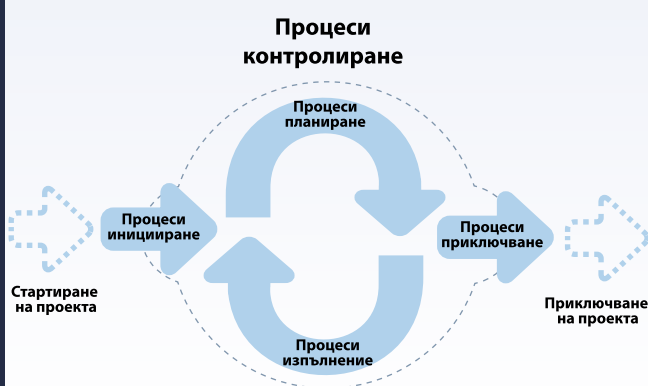 Процеси
контролиране
Процеси
планиране
Процеси
иницииране
Процеси
приключване
Стартиране
на проекта
Приключване
на проекта
Процеси
изпълнение